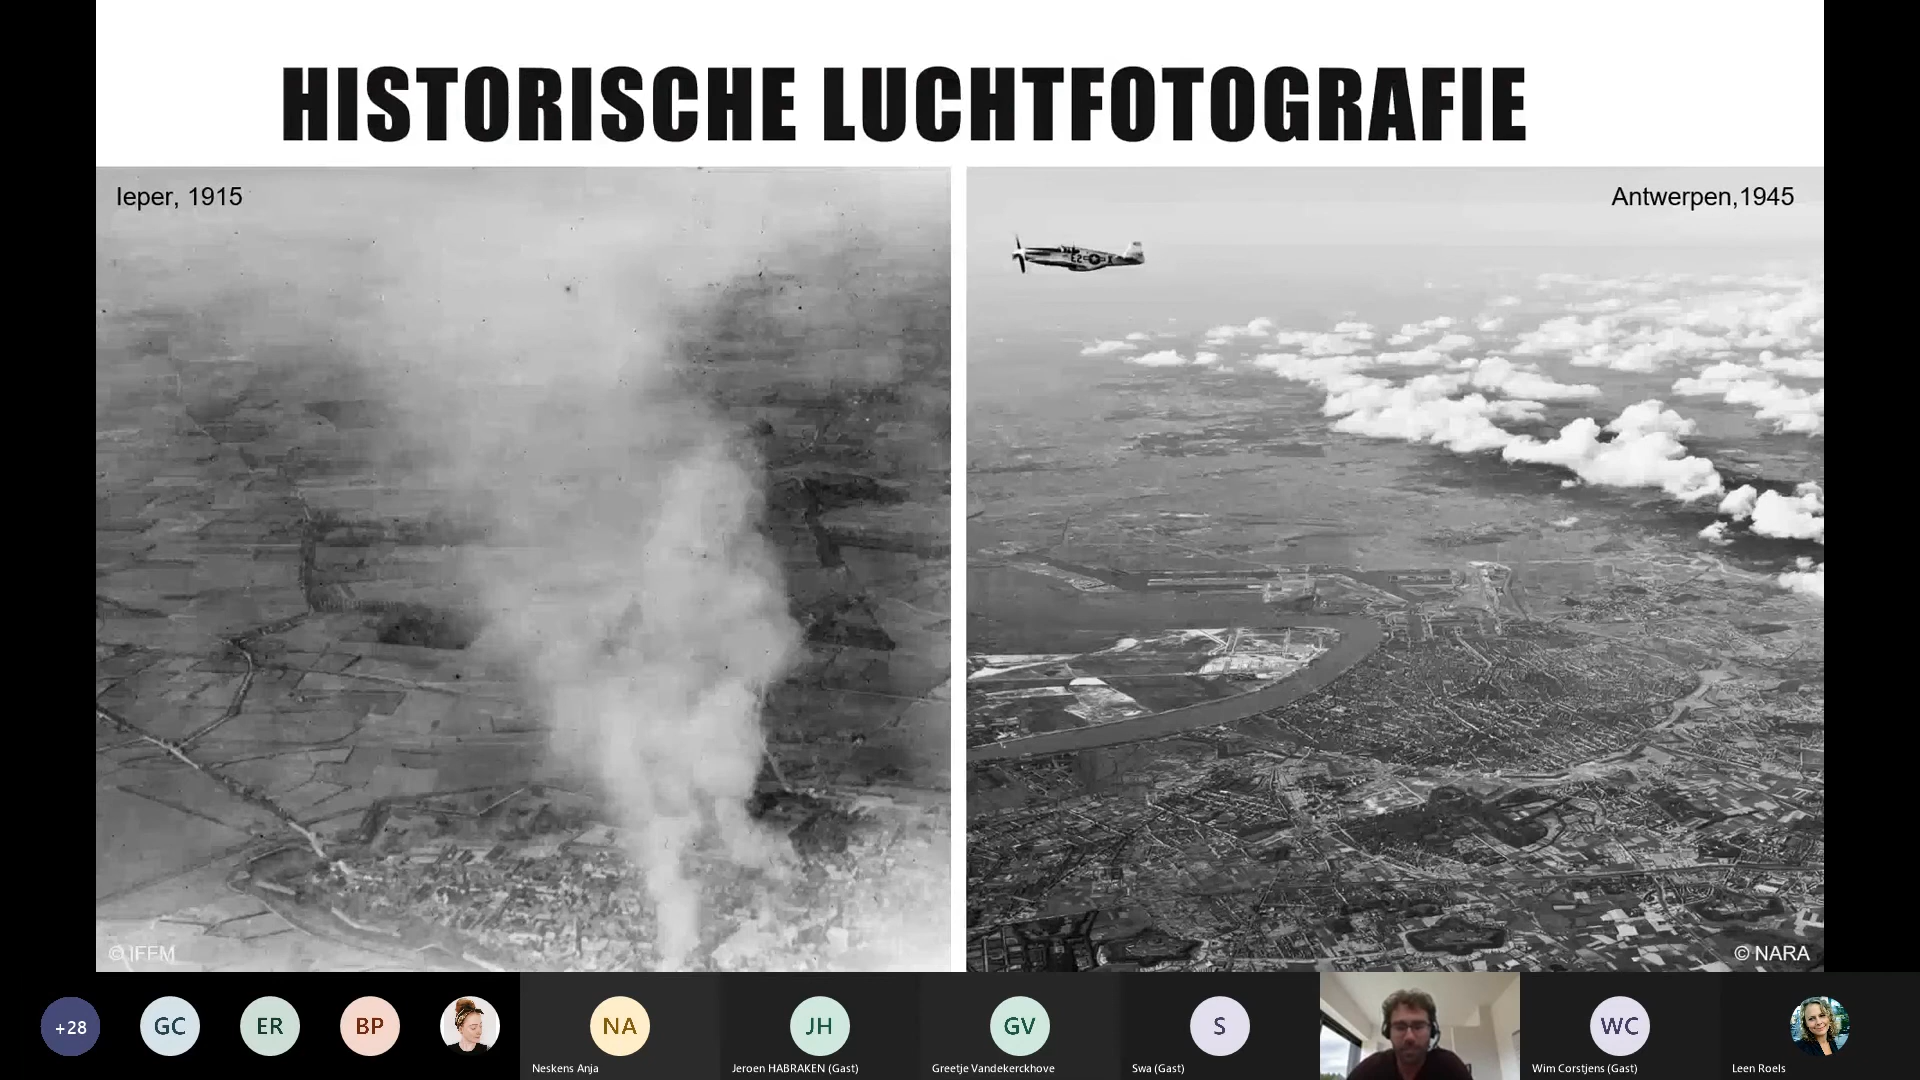 HISTORISCHE LUCHTFOTOGRAFIE
Ieper, 1915
Antwerpen,1945
© IFFM
© NARA
+28
GC
ER
BP
NA
JH
GV
S
WC
Neskens Anja
Jeroen HABRAKEN (Gast)
Greetje Vandekerckhove
Swa (Gast)
Wim Corstjens (Gast)
Leen Roels